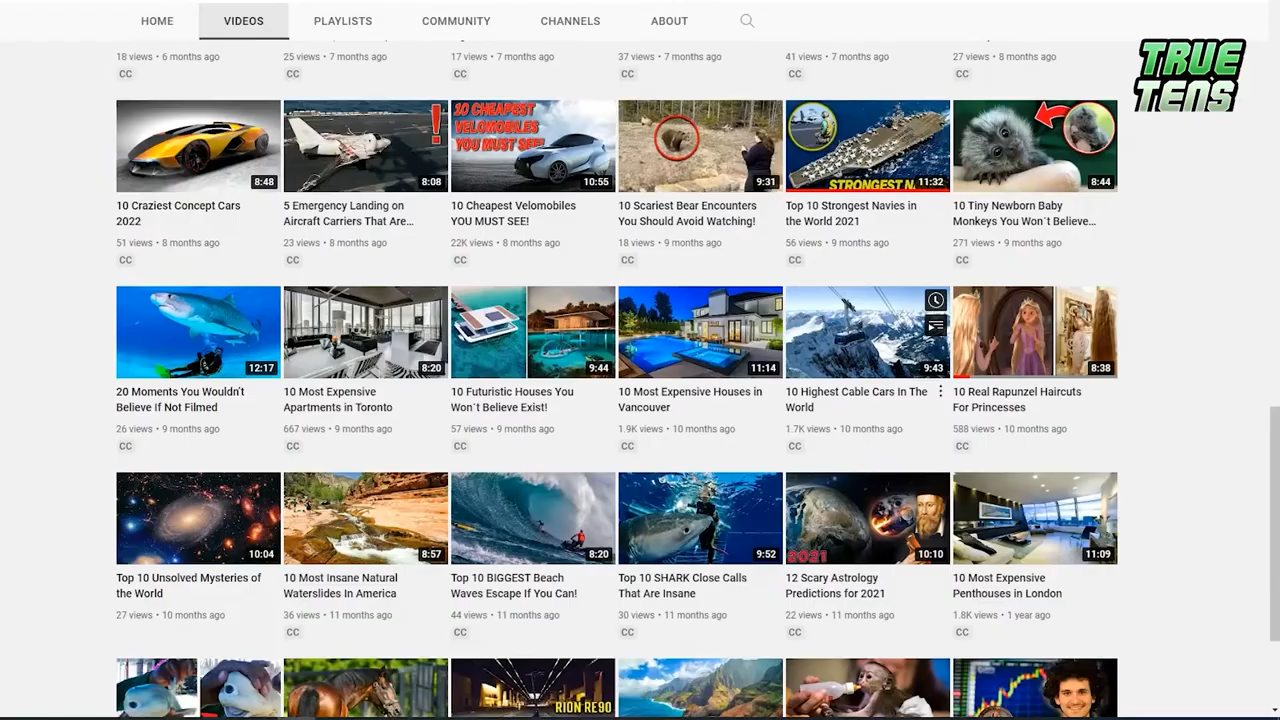 HOME VIDEOS PLAYLISTS COMMUNITY CHANNELS ABOUT
TRUE
TENS
18 views • 6 months ago 25 views • 7 months ago 17 views • 7 months ago 37 views • 7 months ago 41 views • 7 months ago 27 views • 8 months ago
CC CC CC CC CC CC
10 CHEAPEST
VELOMOBILES
YOU MUST SEE!
STRONGEST N
8:48 8:08 10:55 9:31 11:32 8:44
10 Craziest Concept Cars 5 Emergency Landing on 10 Cheapest Velomobiles 10 Scariest Bear Encounters Top 10 Strongest Navies in 10 Tiny Newborn Baby
2022 Aircraft Carriers That Are... YOU MUST SEE! You Should Avoid Watching! the World 2021 Monkeys You Won´t Believe...
51 views • 8 months ago 23 views • 8 months ago 22K views • 8 months ago 18 views • 9 months ago 56 views • 9 months ago 271 views • 9 months ago
CC CC CC CC CC CC
12:17 8:20 9:44 11:14 9:43 8:38
20 Moments You Wouldn't 10 Most Expensive 10 Futuristic Houses You 10 Most Expensive Houses in 10 Highest Cable Cars In The 10 Real Rapunzel Haircuts
Believe If Not Filmed Apartments in Toronto Won´t Believe Exist! Vancouver World For Princesses
26 views • 9 months ago 667 views • 9 months ago 57 views • 9 months ago 1.9K views • 10 months ago 1.7K views • 10 months ago 588 views • 10 months ago
CC CC CC CC CC CC
2021
10:04 8:57 8:20 9:52 10:10 11:09
Top 10 Unsolved Mysteries of 10 Most Insane Natural Top 10 BIGGEST Beach Top 10 SHARK Close Calls 12 Scary Astrology 10 Most Expensive
the World Waterslides In America Waves Escape If You Can! That Are Insane Predictions for 2021 Penthouses in London
27 views • 10 months ago 36 views • 11 months ago 44 views • 11 months ago 30 views • 11 months ago 22 views • 11 months ago 1.8K views • 1 year ago
CC CC CC CC CC
RION RE90